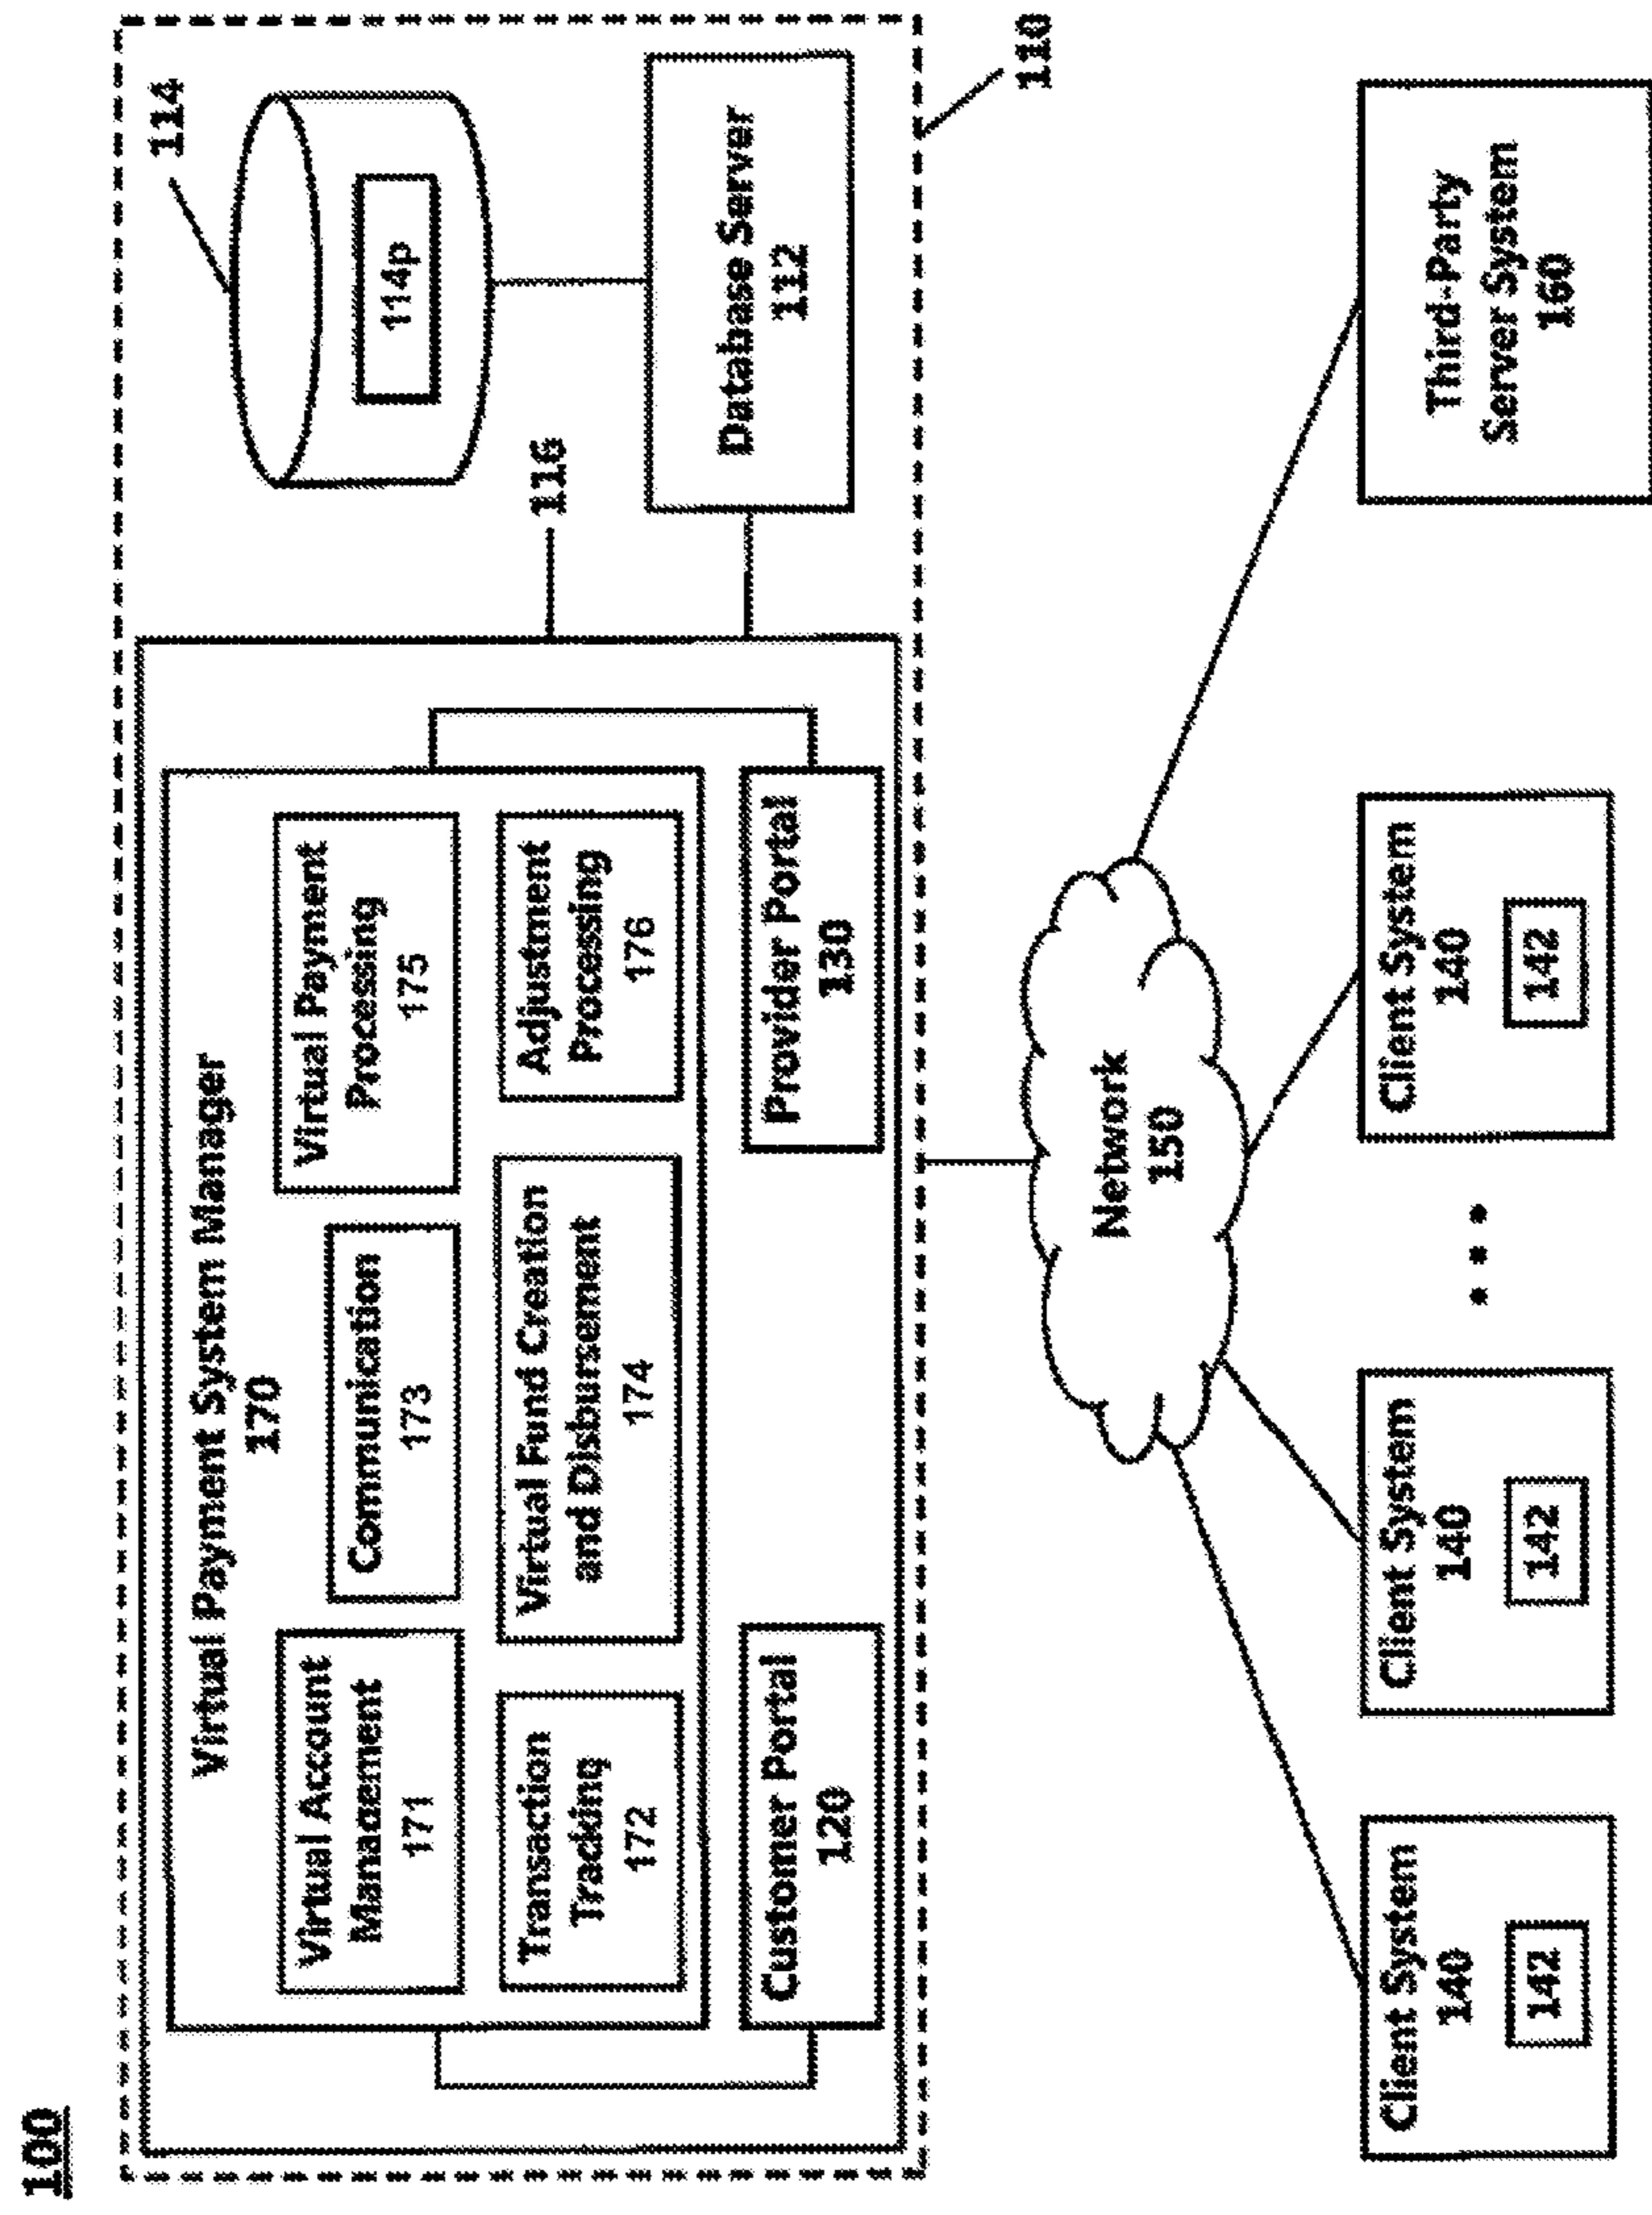 100
Virtual Payment System Manager
170
Virtual Account
Management
171
Communication
173
Virtual Payment
Processing
175
Transaction
Tracking
172
Virtual Fund Creation
and Disbursement
174
Adjustment
Processing
176
Customer Portal
120
Provider Portal
130
116
114
114p
Database Server
112
110
Network
150
Client System
140
142
Client System
140
142
Client System
140
142
Third-Party
Server System
160